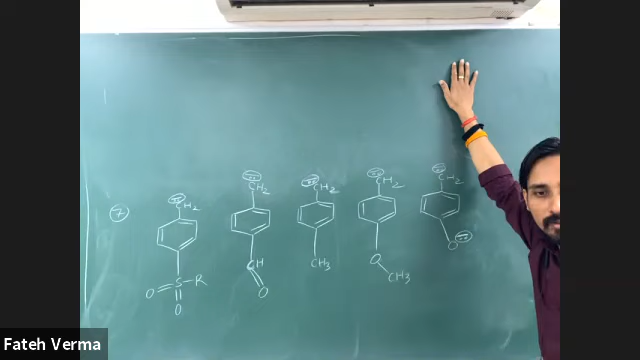 CH2 CH2 CH2 CH2 CH2
7
S-R CH CH3 O O
O O O CH3
Fateh Verma